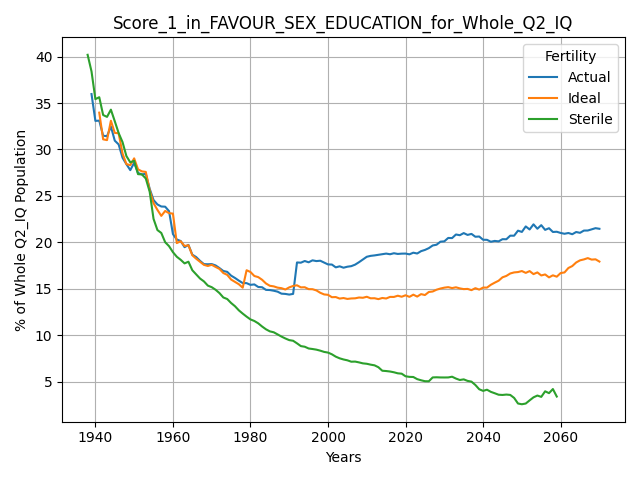 Score_1_in_FAVOUR_SEX_EDUCATION_for_Whole_Q2_IQ
% of Whole Q2_IQ Population
40
35
30
25
20
15
10
5
Fertility
Actual
Ideal
Sterile
1940 1960 1980 2000 2020 2040 2060
Years